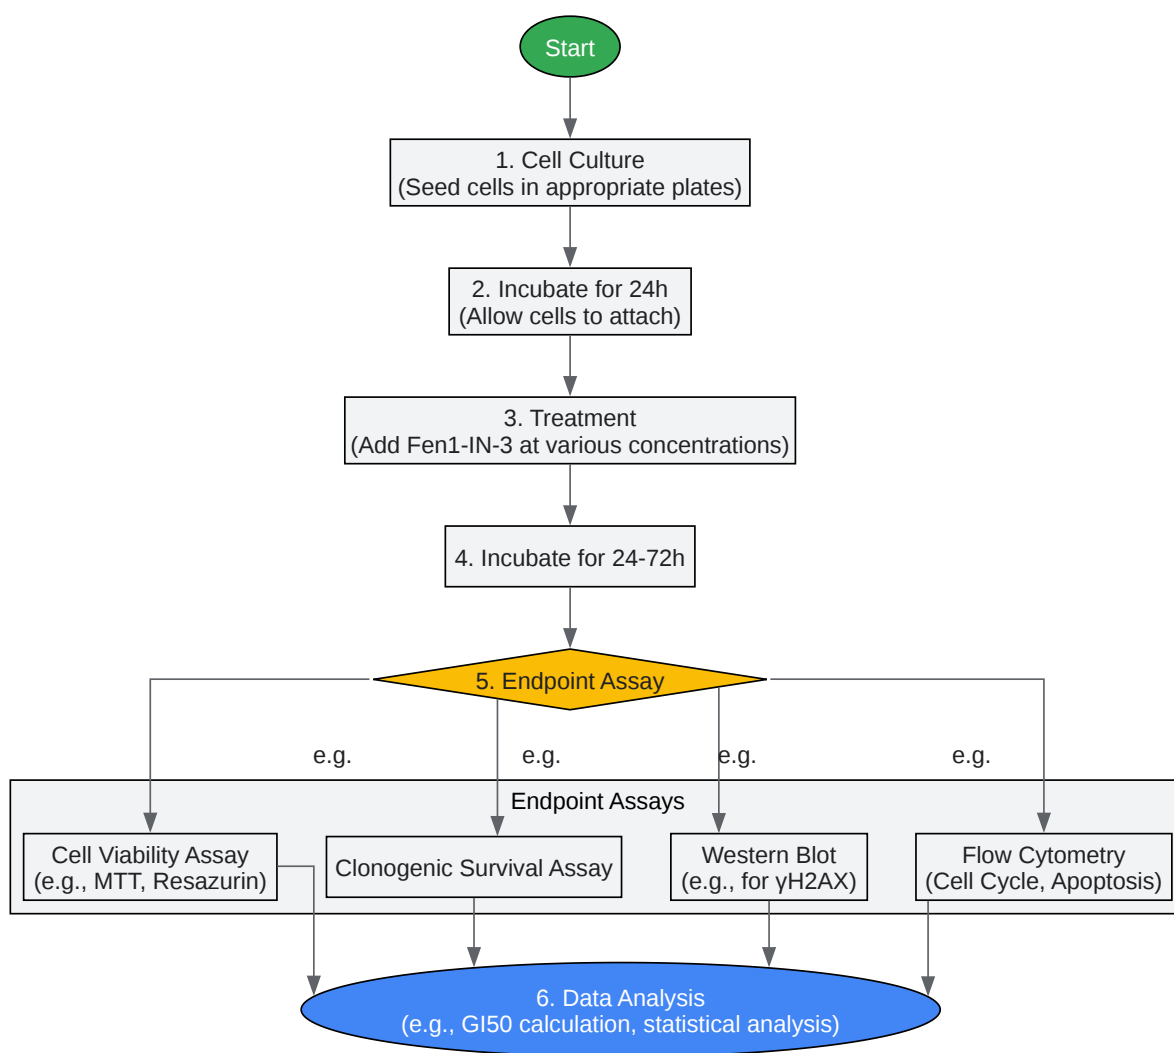 Start
1. Cell Culture
(Seed cells in appropriate plates)
2. Incubate for 24h
(Allow cells to attach)
3. Treatment
(Add Fen1-IN-3 at various concentrations)
4. Incubate for 24-72h
5. Endpoint Assay
e.g.
e.g.
e.g.
e.g.
Endpoint Assays
Cell Viability Assay
(e.g., MTT, Resazurin)
Clonogenic Survival Assay
Western Blot
(e.g., for γH2AX)
Flow Cytometry
(Cell Cycle, Apoptosis)
6. Data Analysis
(e.g., GI50 calculation, statistical analysis)